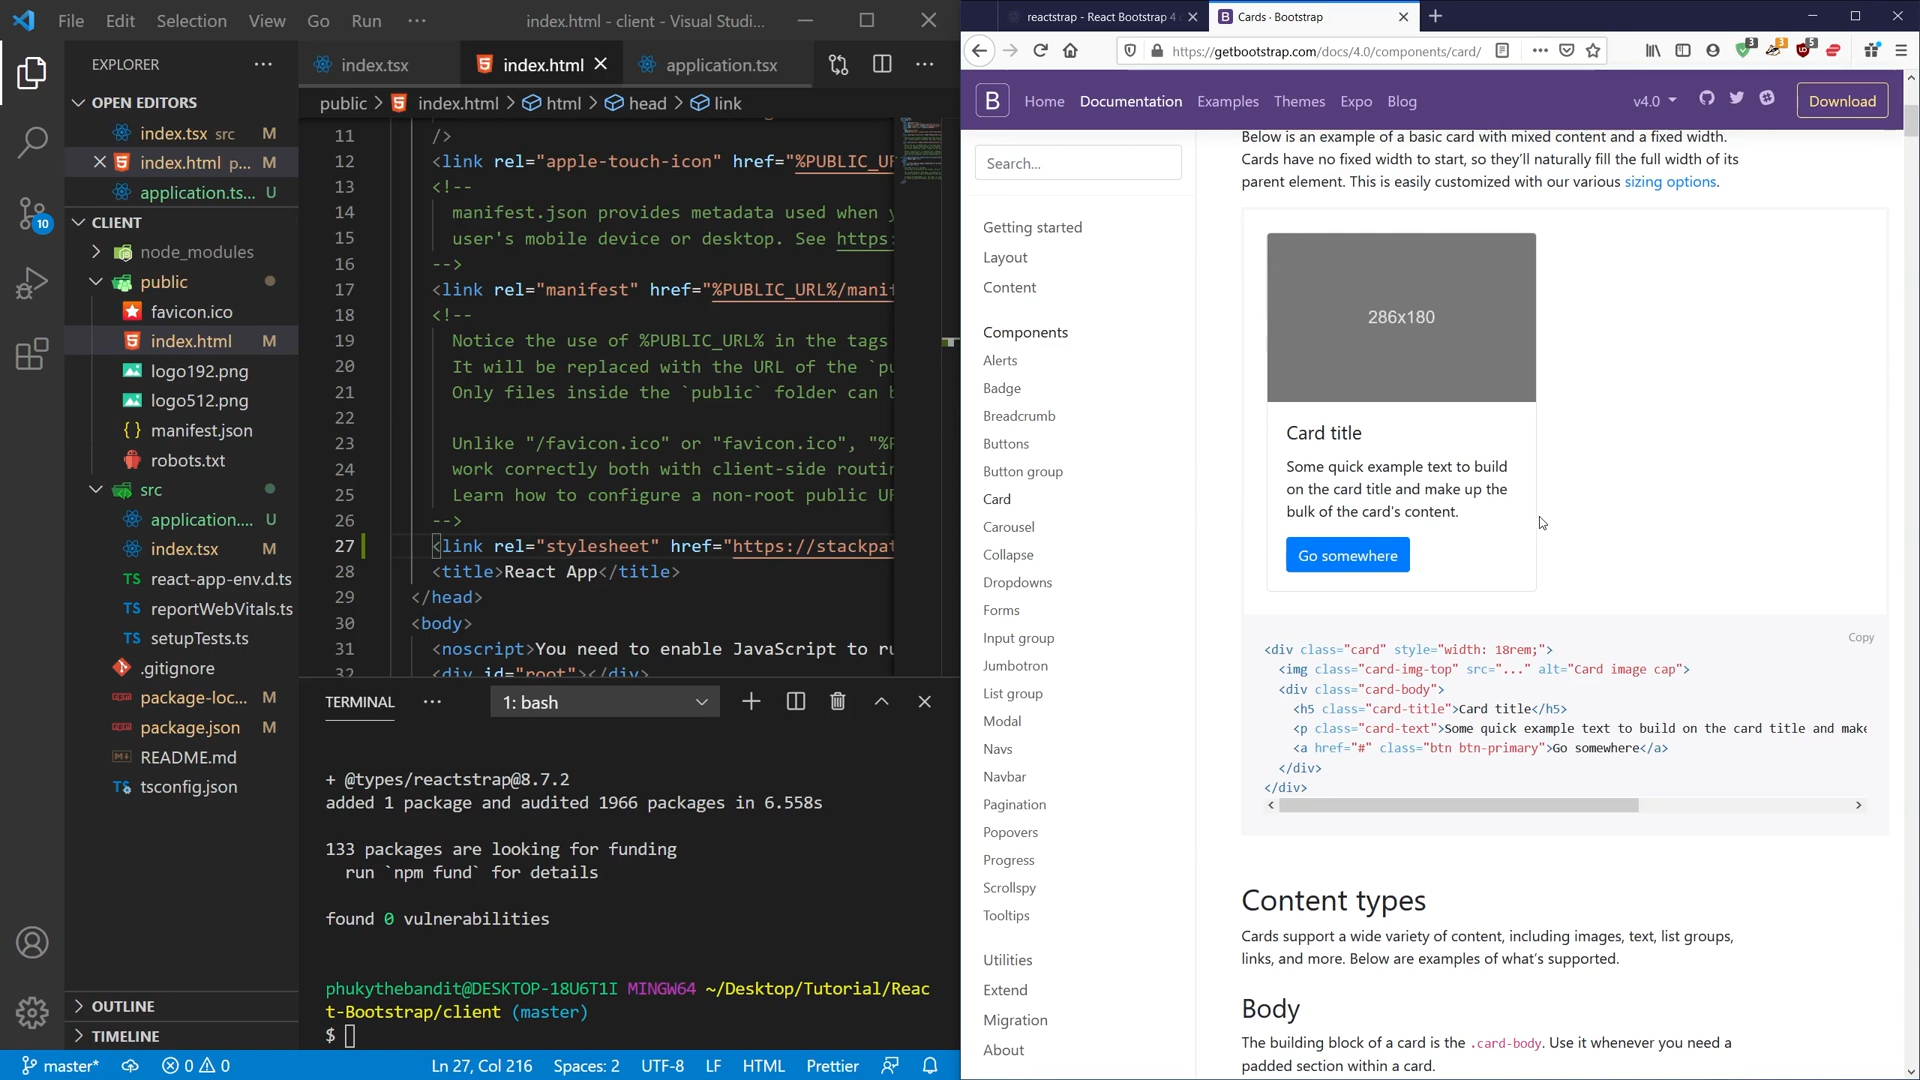 File Edit Selection View Go Run ··· index.html - client - Visual Studi...
EXPLORER
OPEN EDITORS
index.tsx src M
index.html p... M
application.ts... U
CLIENT
node_modules
public
favicon.ico
index.html M
logo192.png
logo512.png
manifest.json
robots.txt
src
application.... U
index.tsx M
react-app-env.d.ts
reportWebVitals.ts
setupTests.ts
.gitignore
package-loc... M
package.json M
README.md
tsconfig.json
OUTLINE
TIMELINE
10
index.tsx index.html application.tsx
public > index.html > html > head > link
11 />
12 <link rel="apple-touch-icon" href="%PUBLIC_UR
13 <!--
14 manifest.json provides metadata used when y
15 user's mobile device or desktop. See https:
16 -->
17 <link rel="manifest" href="%PUBLIC_URL%/manif
18 <!--
19 Notice the use of %PUBLIC_URL% in the tags
20 It will be replaced with the URL of the `pu
21 Only files inside the `public` folder can b
22
23 Unlike "/favicon.ico" or "favicon.ico", "%P
24 work correctly both with client-side routin
25 Learn how to configure a non-root public UR
26 -->
27 <link rel="stylesheet" href="https://stackpat
28 <title>React App</title>
29 </head>
30 <body>
31 <noscript>You need to enable JavaScript to ru
32 <div id="root"></div>
TERMINAL ··· 1: bash
+ @types/reactstrap@8.7.2
added 1 package and audited 1966 packages in 6.558s
133 packages are looking for funding
run `npm fund` for details
found 0 vulnerabilities
phukythebandit@DESKTOP-18U6T1I MINGW64 ~/Desktop/Tutorial/Reac
t-Bootstrap/client (master)
$
master* 0 0 Ln 27, Col 216 Spaces: 2 UTF-8 LF HTML Prettier
reactstrap - React Bootstrap 4 Cards · Bootstrap
https://getbootstrap.com/docs/4.0/components/card/
3 3 5
B Home Documentation Examples Themes Expo Blog v4.0 Download
Search...
Getting started
Layout
Content
Components
Alerts
Badge
Breadcrumb
Buttons
Button group
Card
Carousel
Collapse
Dropdowns
Forms
Input group
Jumbotron
List group
Modal
Navs
Navbar
Pagination
Popovers
Progress
Scrollspy
Tooltips
Utilities
Extend
Migration
About
Below is an example of a basic card with mixed content and a fixed width.
Cards have no fixed width to start, so they'll naturally fill the full width of its
parent element. This is easily customized with our various sizing options.
286x180
Card title
Some quick example text to build
on the card title and make up the
bulk of the card's content.
Go somewhere
Copy
<div class="card" style="width: 18rem;">
<img class="card-img-top" src="..." alt="Card image cap">
<div class="card-body">
<h5 class="card-title">Card title</h5>
<p class="card-text">Some quick example text to build on the card title and make
<a href="#" class="btn btn-primary">Go somewhere</a>
</div>
</div>
Content types
Cards support a wide variety of content, including images, text, list groups,
links, and more. Below are examples of what's supported.
Body
The building block of a card is the .card-body. Use it whenever you need a
padded section within a card.